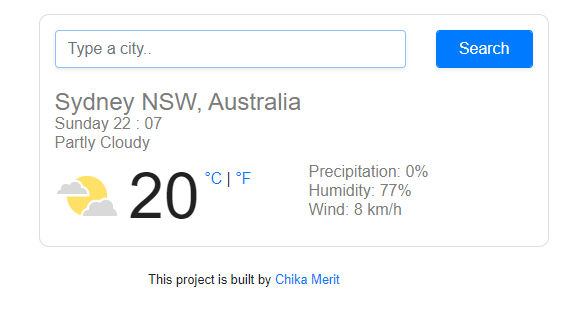 Type a city..
Search
Sydney NSW, Australia
Sunday 22 : 07
Partly Cloudy
20 °C | °F
Precipitation: 0%
Humidity: 77%
Wind: 8 km/h
This project is built by Chika Merit